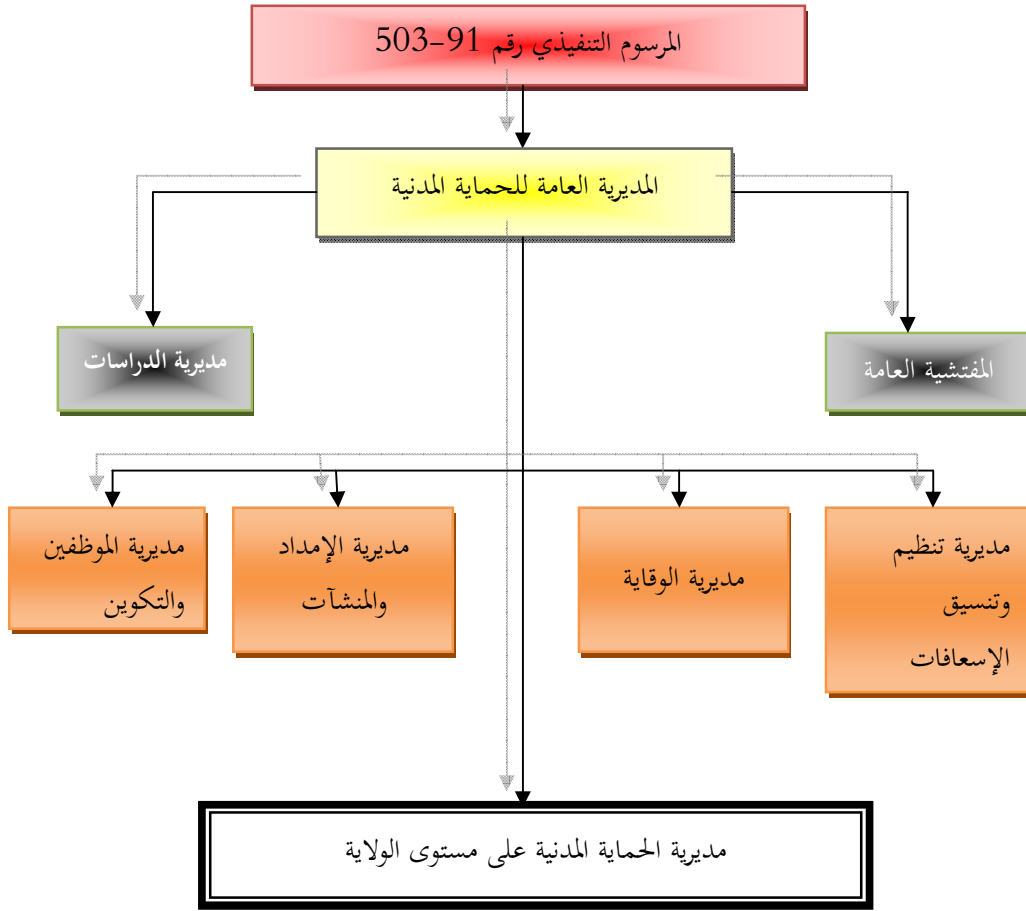 المرسوم التنفيذي رقم 91-503
المديرية العامة للحماية المدنية
المفتشية العامة
مديرية الدراسات
مديرية تنظيم
وتنسيق
الإسعافات
مديرية الوقاية
مديرية الإمداد
والمنشآت
مديرية الموظفين
والتكوين
مديرية الحماية المدنية على مستوى الولاية